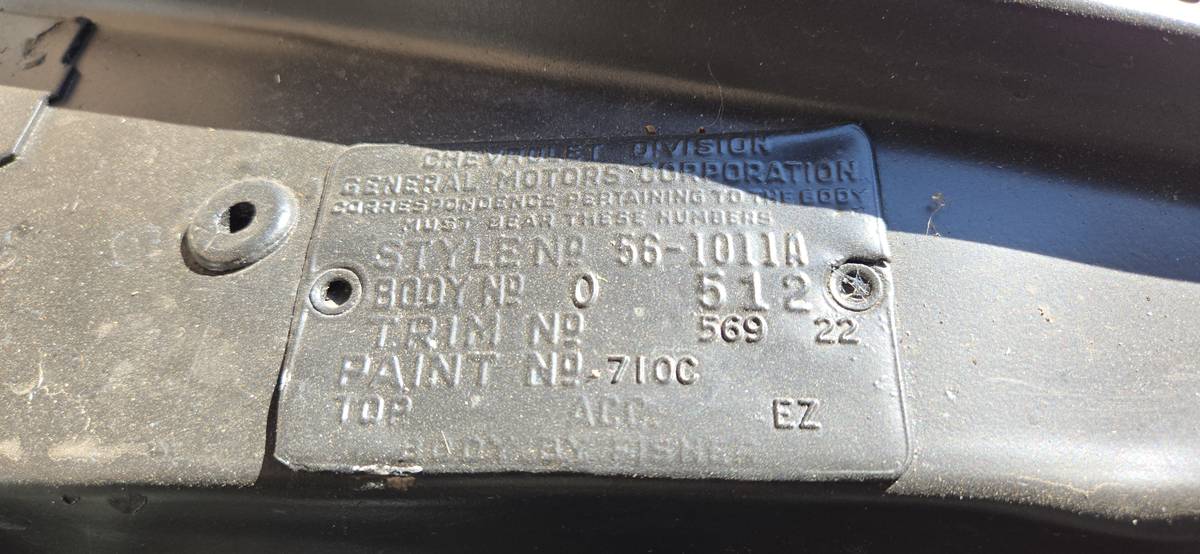 CHEVROLET DIVISION
GENERAL MOTORS CORPORATION
CORRESPONDENCE PERTAINING TO THE BODY
MUST BEAR THESE NUMBERS
STYLE Nº 56-1011A
BODY Nº 0 512
TRIM Nº 569 22
PAINT Nº 710C
TOP ACC. EZ
BODY BY FISHER